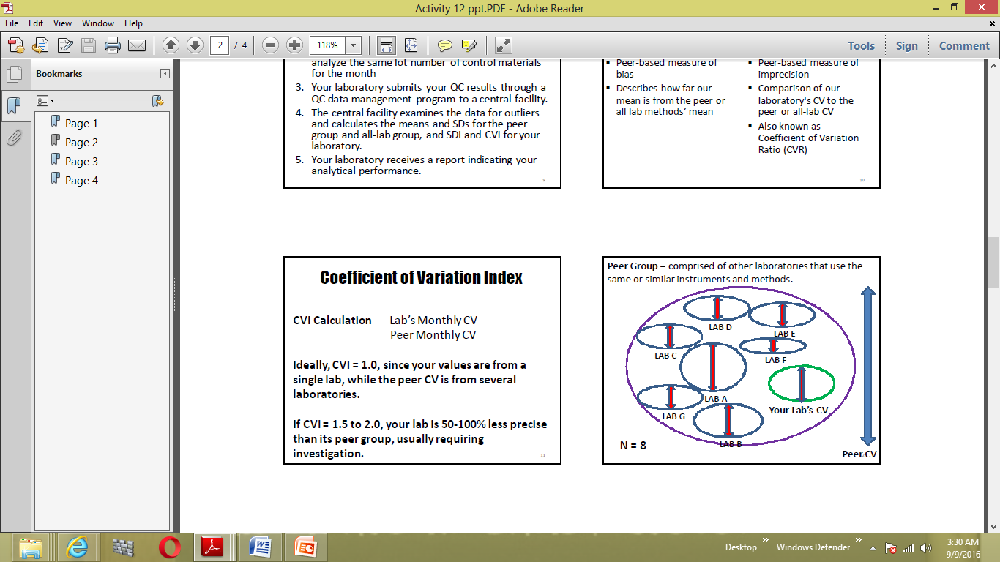 Activity 12 ppt.PDF - Adobe Reader
File Edit View Window Help
2 / 4 118% Tools Sign Comment
Bookmarks
Page 1
Page 2
Page 3
Page 4
analyze the same lot number of control materials
for the month
3. Your laboratory submits your QC results through a
QC data management program to a central facility.
4. The central facility examines the data for outliers
and calculates the means and SDs for the peer
group and all-lab group, and SDI and CVI for your
laboratory.
5. Your laboratory receives a report indicating your
analytical performance.
9
▪ Peer-based measure of
bias
▪ Describes how far our
mean is from the peer or
all lab methods' mean
▪ Peer-based measure of
imprecision
▪ Comparison of our
laboratory's CV to the
peer or all-lab CV
▪ Also known as
Coefficient of Variation
Ratio (CVR)
10
Coefficient of Variation Index
CVI Calculation Lab's Monthly CV
Peer Monthly CV
Ideally, CVI = 1.0, since your values are from a
single lab, while the peer CV is from several
laboratories.
If CVI = 1.5 to 2.0, your lab is 50-100% less precise
than its peer group, usually requiring
investigation.
11
Peer Group – comprised of other laboratories that use the
same or similar instruments and methods.
LAB D
LAB E
LAB C
LAB F
LAB A
Your Lab's CV
LAB G
LAB B
N = 8
Peer CV
Desktop » Windows Defender »
3:30 AM
9/9/2016